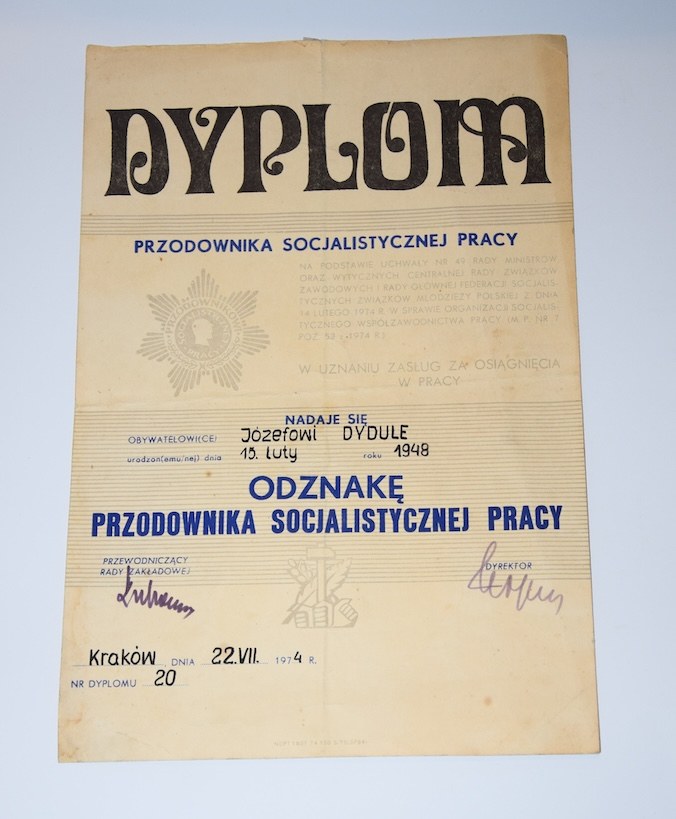 DYPLOM
PRZODOWNIKA SOCJALISTYCZNEJ PRACY
NA PODSTAWIE UCHWAŁY NR 49 RADY MINISTRÓW
ORAZ WYTYCZNYCH CENTRALNEJ RADY ZWIĄZKÓW
ZAWODOWYCH I RADY GŁÓWNEJ FEDERACJI SOCJALIS-
TYCZNYCH ZWIĄZKÓW MŁODZIEŻY POLSKIEJ Z DNIA
14 LUTEGO 1974 R. W SPRAWIE ORGANIZACJI SOCJALIS-
TYCZNEGO WSPÓŁZAWODNICTWA PRACY (M.P. NR 7
POZ. 52 1974 R.)
W UZNANIU ZASŁUG ZA OSIĄGNIĘCIA
W PRACY
NADAJE SIĘ
OBYWATELOWI(CE) Józefowi DYDULE
urodzon(emu/nej) dnia 15. luty roku 1948
ODZNAKĘ
PRZODOWNIKA SOCJALISTYCZNEJ PRACY
PRZEWODNICZĄCY
RADY ZAKŁADOWEJ
DYREKTOR
Kraków, DNIA 22.VII. 1974 R.
NR DYPLOMU 20